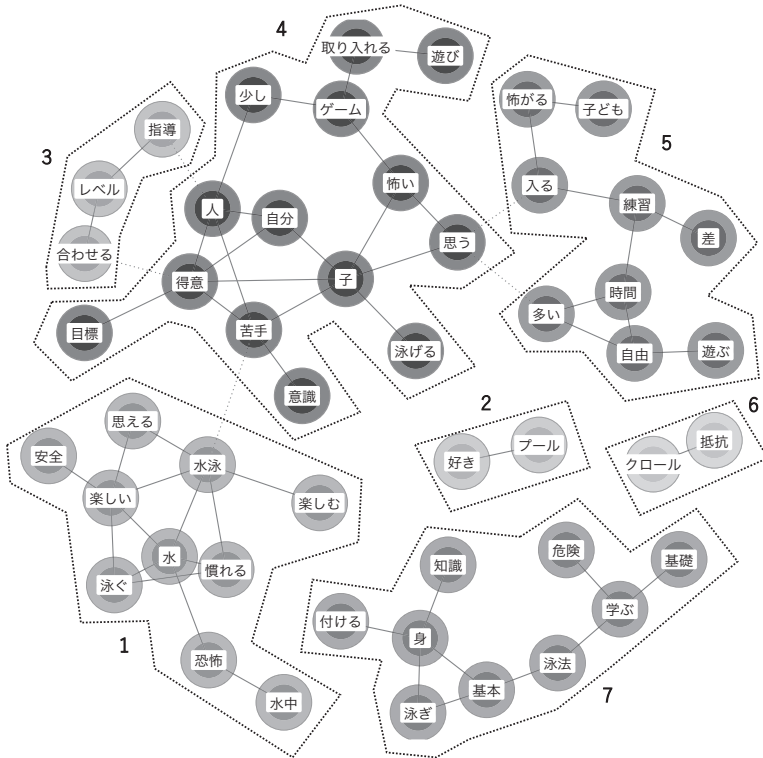 4
取り入れる
遊び
少し
ゲーム
怖がる
子ども
指導
3
5
レベル
人
自分
怖い
入る
練習
思う
差
合わせる
得意
子
時間
目標
苦手
多い
泳げる
自由
遊ぶ
意識
2
6
思える
安全
水泳
好き
プール
クロール
抵抗
楽しい
楽しむ
水
泳ぐ
慣れる
知識
危険
基礎
付ける
身
学ぶ
1
恐怖
泳法
水中
泳ぎ
基本
7